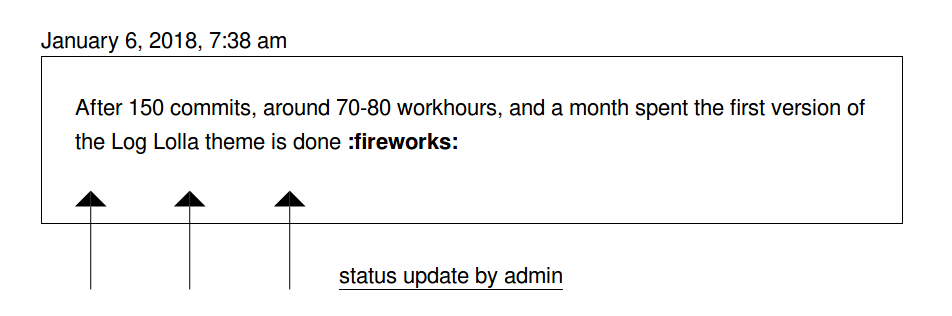 January 6, 2018, 7:38 am
After 150 commits, around 70-80 workhours, and a month spent the first version of
the Log Lolla theme is done :fireworks:
status update by admin